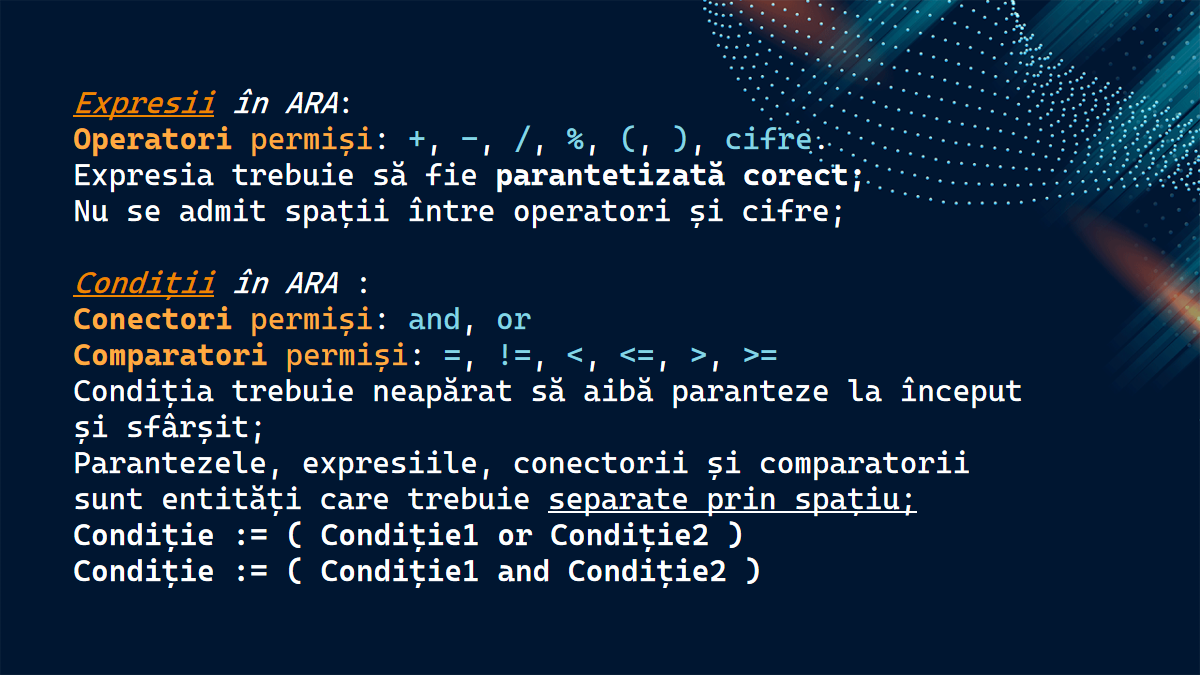 Expresii în ARA:
Operatori permiși: +, -, /, %, (, ), cifre.
Expresia trebuie să fie parantetizată corect;
Nu se admit spații între operatori și cifre;
Condiții în ARA :
Conectori permiși: and, or
Comparatori permiși: =, !=, <, <=, >, >=
Condiția trebuie neapărat să aibă paranteze la început
și sfârșit;
Parantezele, expresiile, conectorii și comparatorii
sunt entități care trebuie separate prin spațiu;
Condiție := ( Condiție1 or Condiție2 )
Condiție := ( Condiție1 and Condiție2 )